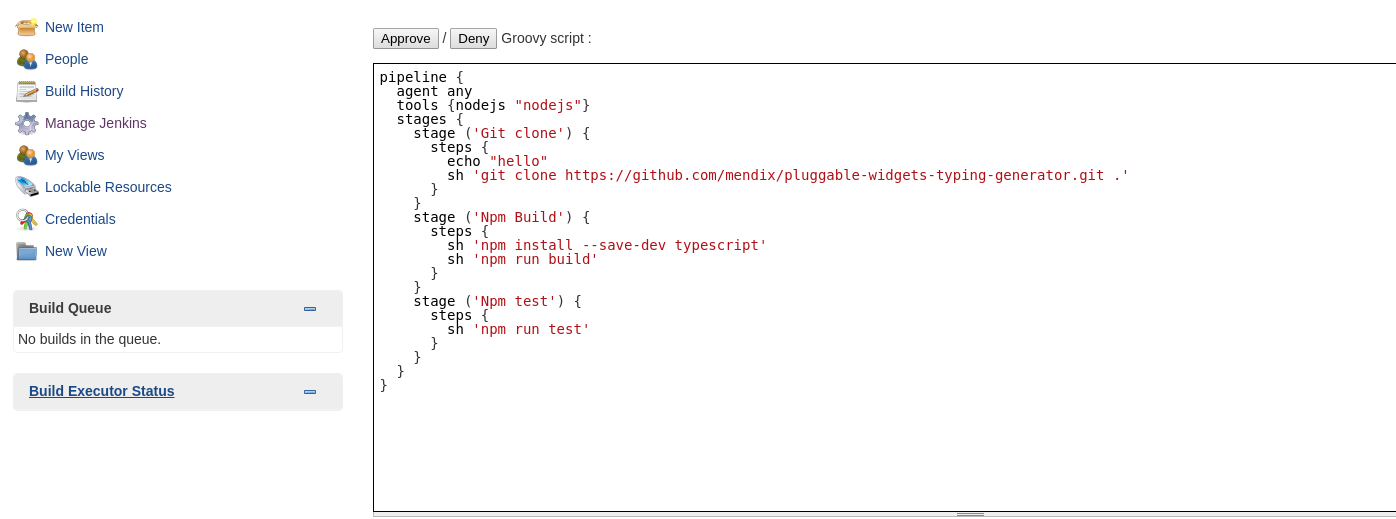 New Item
People
Build History
Manage Jenkins
My Views
Lockable Resources
Credentials
New View
Build Queue
No builds in the queue.
Build Executor Status
Approve / Deny Groovy script :
pipeline {
  agent any
  tools {nodejs "nodejs"}
  stages {
    stage ('Git clone') {
      steps {
        echo "hello"
        sh 'git clone https://github.com/mendix/pluggable-widgets-typing-generator.git .'
      }
    }
    stage ('Npm Build') {
      steps {
        sh 'npm install --save-dev typescript'
        sh 'npm run build'
      }
    }
    stage ('Npm test') {
      steps {
        sh 'npm run test'
      }
    }
  }
}